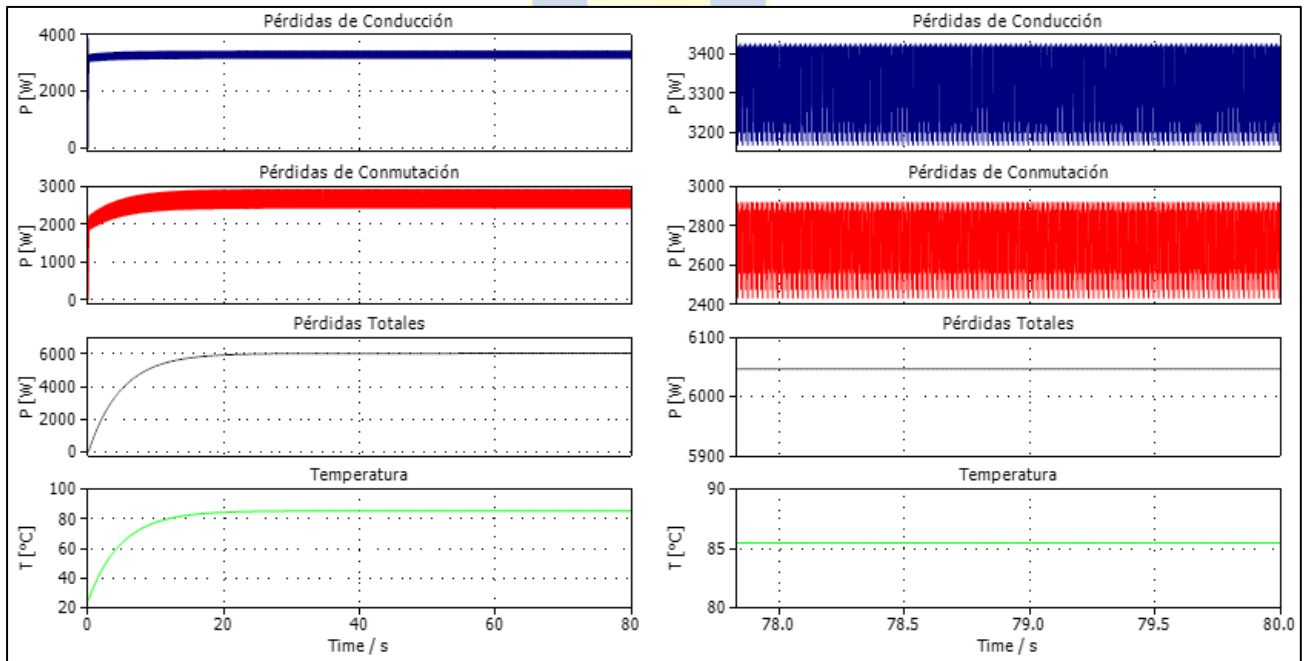 Pérdidas de Conducción
P [W]
4000
2000
0
Pérdidas de Conmutación
P [W]
3000
2000
1000
0
Pérdidas Totales
P [W]
6000
4000
2000
0
Temperatura
T [ºC]
100
80
60
40
20
0 20 40 60 80
Time / s
Pérdidas de Conducción
P [W]
3400
3300
3200
Pérdidas de Conmutación
P [W]
3000
2800
2600
2400
Pérdidas Totales
P [W]
6100
6000
5900
Temperatura
T [ºC]
90
85
80
78.0 78.5 79.0 79.5 80.0
Time / s